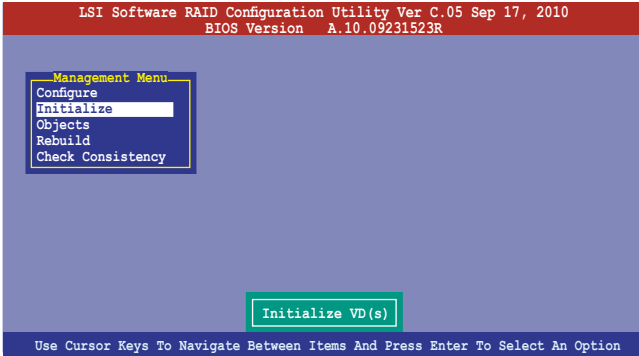 LSI Software RAID Configuration Utility Ver C.05 Sep 17, 2010
BIOS Version A.10.09231523R
Management Menu
Configure
Initialize
Objects
Rebuild
Check Consistency
Initialize VD(s)
Use Cursor Keys To Navigate Between Items And Press Enter To Select An Option